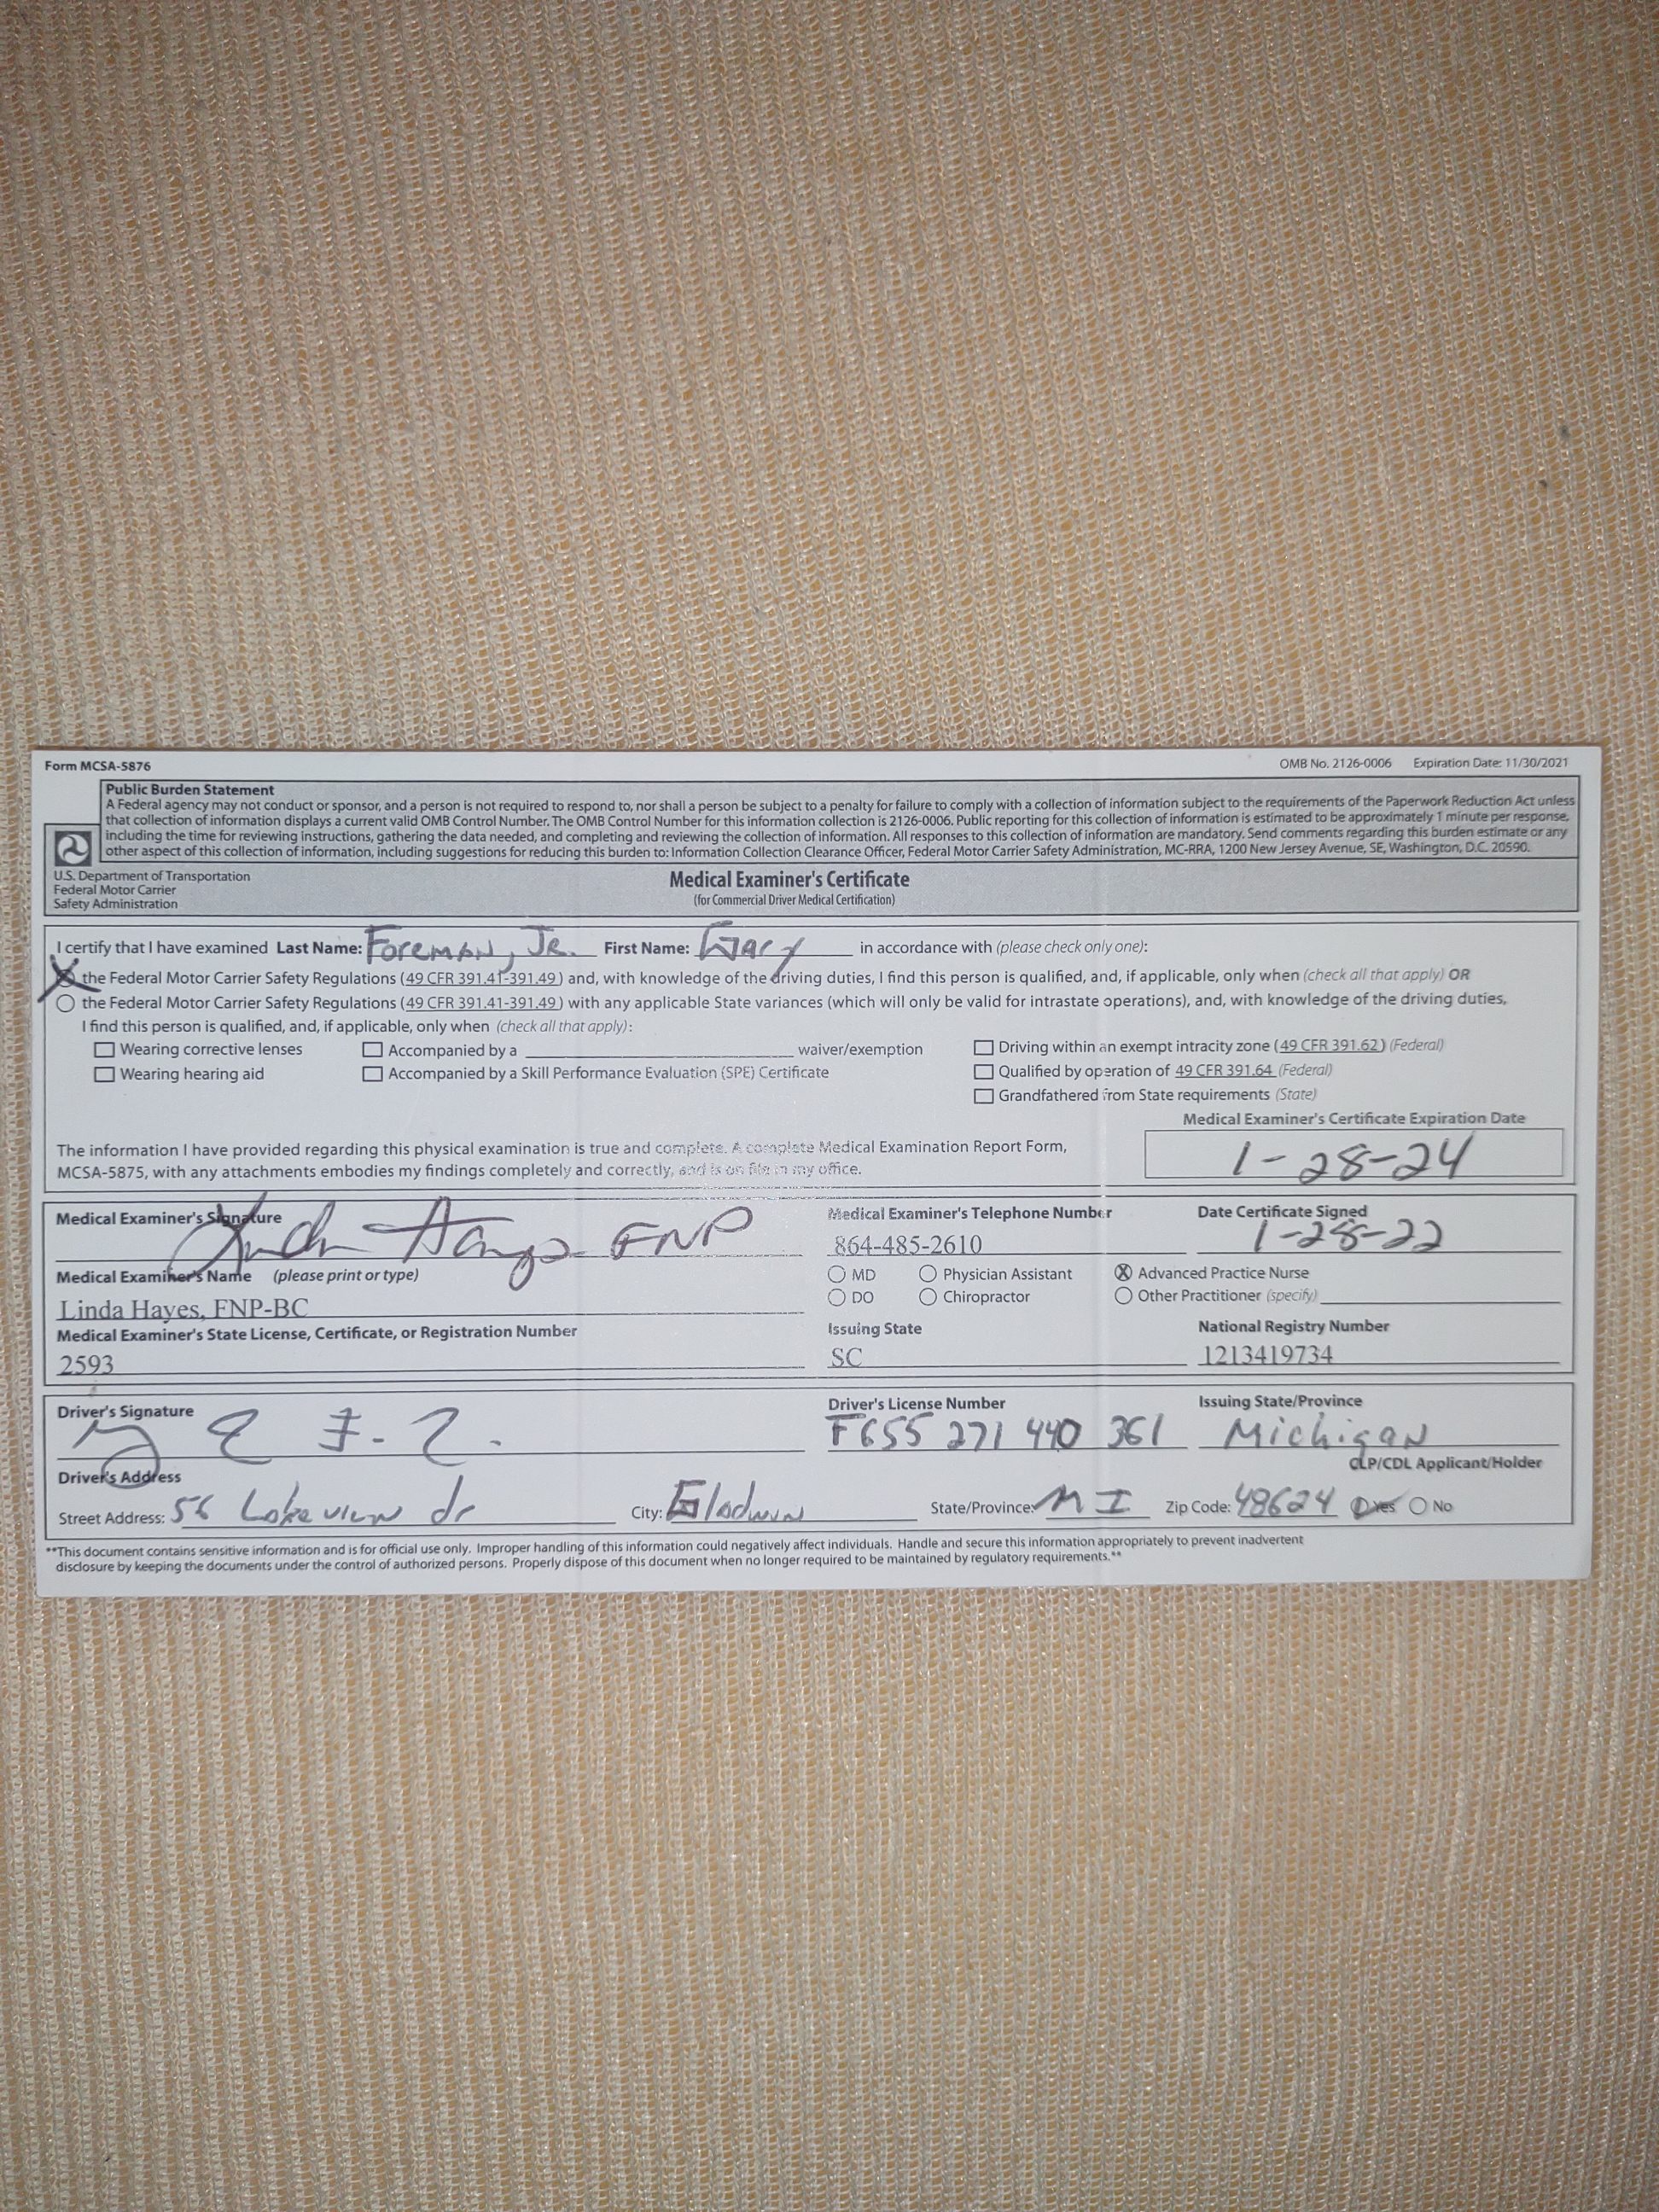 Form MCSA-5876 OMB No. 2126-0006 Expiration Date: 11/30/2021
Public Burden Statement
A Federal agency may not conduct or sponsor, and a person is not required to respond to, nor shall a person be subject to a penalty for failure to comply with a collection of information subject to the requirements of the Paperwork Reduction Act unless
that collection of information displays a current valid OMB Control Number. The OMB Control Number for this information collection is 2126-0006. Public reporting for this collection of information is estimated to be approximately 1 minute per response,
including the time for reviewing instructions, gathering the data needed, and completing and reviewing the collection of information. All responses to this collection of information are mandatory. Send comments regarding this burden estimate or any
other aspect of this collection of information, including suggestions for reducing this burden to: Information Collection Clearance Officer, Federal Motor Carrier Safety Administration, MC-RRA, 1200 New Jersey Avenue, SE, Washington, D.C. 20590.
U.S. Department of Transportation
Federal Motor Carrier
Safety Administration
Medical Examiner's Certificate
(for Commercial Driver Medical Certification)
I certify that I have examined Last Name: Foreman, Jr. First Name: Gary in accordance with (please check only one):
the Federal Motor Carrier Safety Regulations (49 CFR 391.41-391.49) and, with knowledge of the driving duties, I find this person is qualified, and, if applicable, only when (check all that apply) OR
the Federal Motor Carrier Safety Regulations (49 CFR 391.41-391.49) with any applicable State variances (which will only be valid for intrastate operations), and, with knowledge of the driving duties,
I find this person is qualified, and, if applicable, only when (check all that apply):
Wearing corrective lenses Accompanied by a waiver/exemption Driving within an exempt intracity zone (49 CFR 391.62) (Federal)
Wearing hearing aid Accompanied by a Skill Performance Evaluation (SPE) Certificate Qualified by operation of 49 CFR 391.64 (Federal)
Grandfathered from State requirements (State)
Medical Examiner's Certificate Expiration Date
1-28-24
The information I have provided regarding this physical examination is true and complete. A complete Medical Examination Report Form,
MCSA-5875, with any attachments embodies my findings completely and correctly, and is on file in my office.
Medical Examiner's Signature Medical Examiner's Telephone Number Date Certificate Signed
Linda Hayes FNP 864-485-2610 1-28-22
Medical Examiner's Name (please print or type) MD Physician Assistant X Advanced Practice Nurse
Linda Hayes, FNP-BC DO Chiropractor Other Practitioner (specify)
Medical Examiner's State License, Certificate, or Registration Number Issuing State National Registry Number
2593 SC 1213419734
Driver's Signature Driver's License Number Issuing State/Province
F655 271 440 361 Michigan
Driver's Address CLP/CDL Applicant/Holder
Street Address: 56 Lakeview dr City: Gladwin State/Province: MI Zip Code: 48624 Yes No
**This document contains sensitive information and is for official use only. Improper handling of this information could negatively affect individuals. Handle and secure this information appropriately to prevent inadvertent
disclosure by keeping the documents under the control of authorized persons. Properly dispose of this document when no longer required to be maintained by regulatory requirements.**